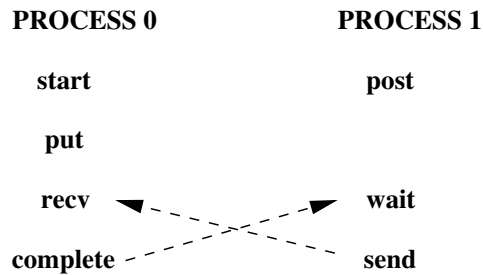 PROCESS 0 PROCESS 1
start post
put
recv wait
complete send